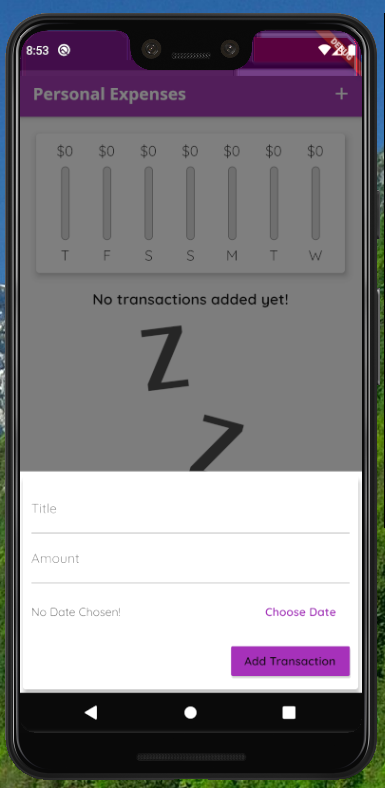 8:53
DEBUG
Personal Expenses +
$0 $0 $0 $0 $0 $0 $0
T F S S M T W
No transactions added yet!
Z
Z
Title
Amount
No Date Chosen! Choose Date
Add Transaction